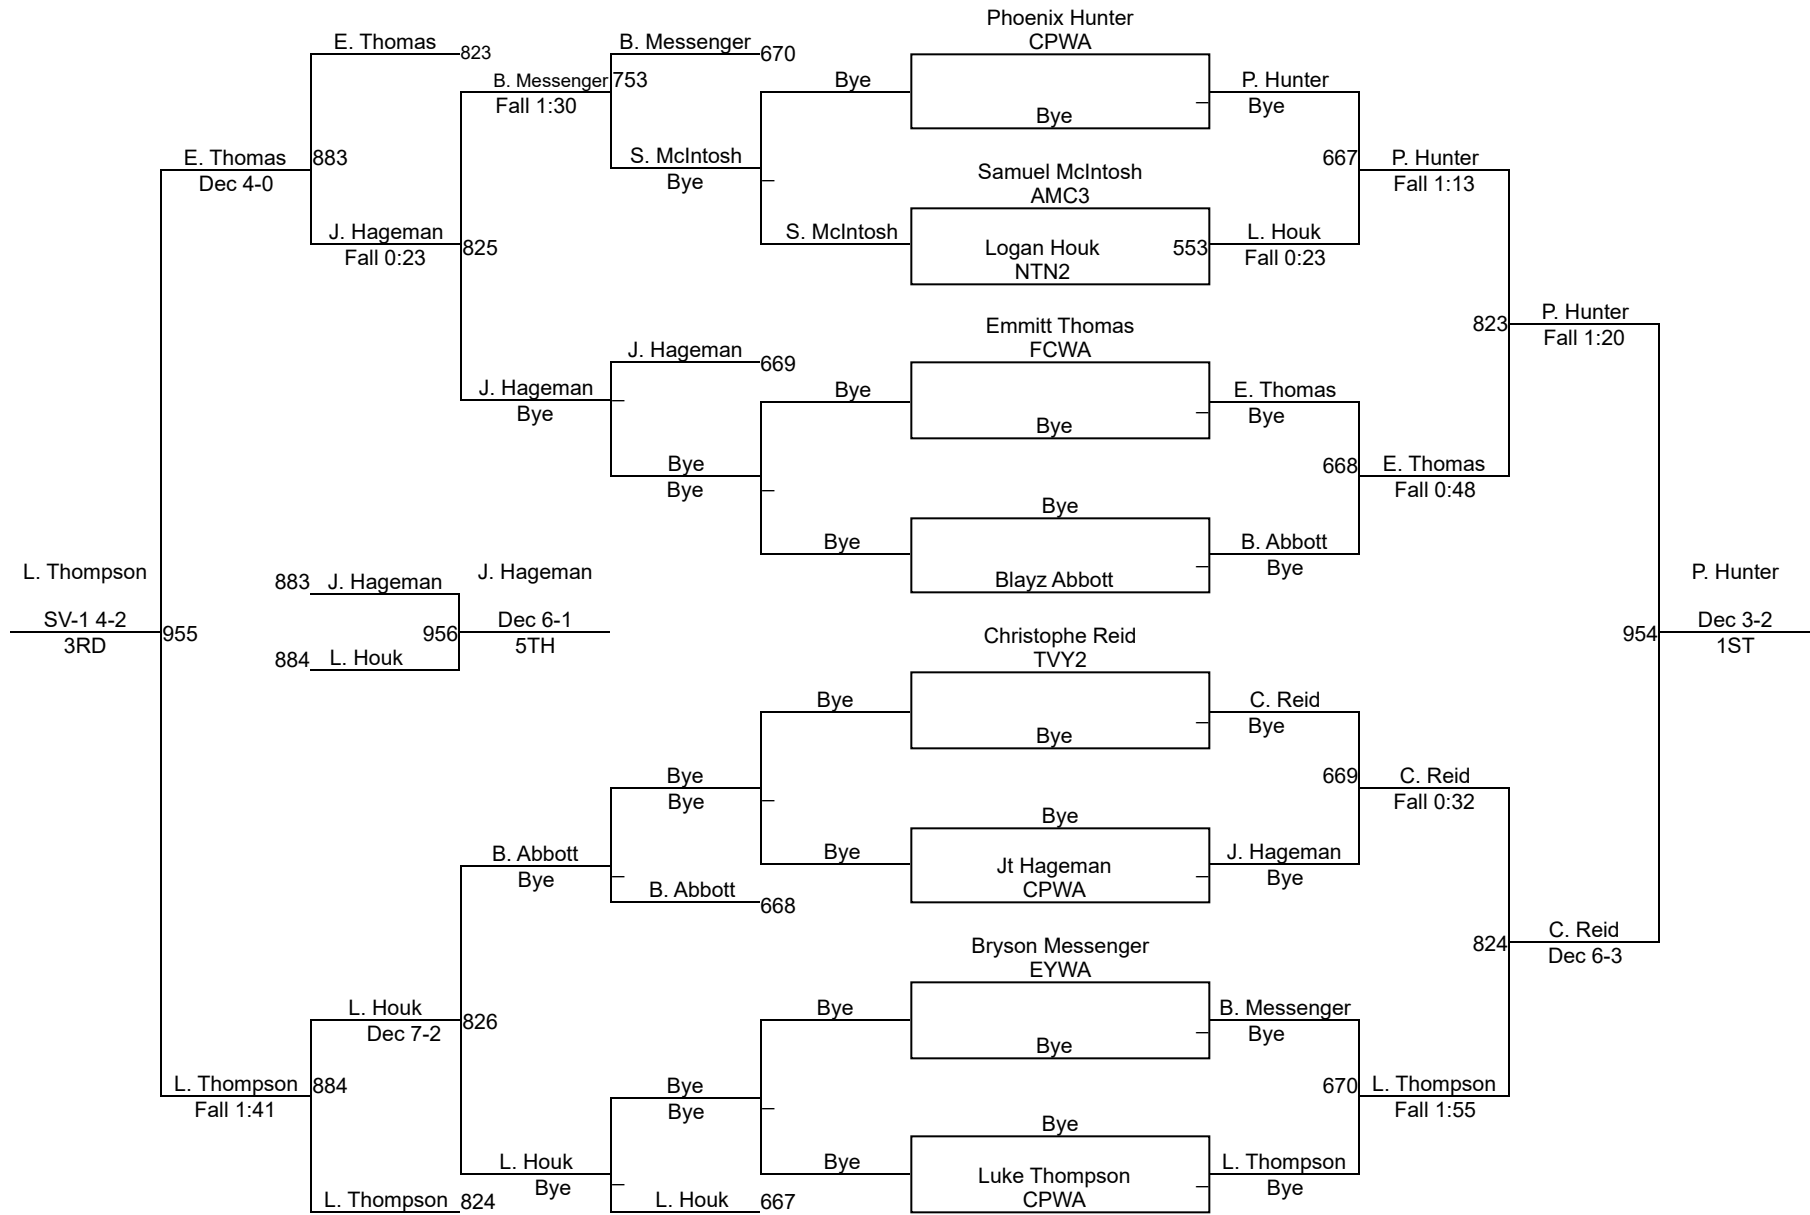 Phoenix Hunter
CPWA
E. Thomas 823
B. Messenger 670
B. Messenger 753
Fall 1:30
Bye
Bye
P. Hunter
Bye
E. Thomas 883
Dec 4-0
S. McIntosh
Bye
Samuel McIntosh
AMC3
667 P. Hunter
Fall 1:13
J. Hageman 825
Fall 0:23
S. McIntosh
Logan Houk 553
NTN2
L. Houk
Fall 0:23
Emmitt Thomas
FCWA
823 P. Hunter
Fall 1:20
J. Hageman 669
J. Hageman
Bye
Bye
Bye
E. Thomas
Bye
Bye
Bye
668 E. Thomas
Fall 0:48
Bye
Bye
Blayz Abbott
B. Abbott
Bye
L. Thompson
SV-1 4-2
3RD
955
883 J. Hageman
884 L. Houk
956
J. Hageman
Dec 6-1
5TH
P. Hunter
954 Dec 3-2
1ST
Christophe Reid
TVY2
Bye
Bye
C. Reid
Bye
Bye
Bye
669 C. Reid
Fall 0:32
Bye
B. Abbott
Bye
Bye
Jt Hageman
CPWA
J. Hageman
Bye
B. Abbott 668
824 C. Reid
Dec 6-3
Bryson Messenger
EYWA
L. Houk 826
Dec 7-2
Bye
Bye
B. Messenger
Bye
L. Thompson 884
Fall 1:41
Bye
Bye
670 L. Thompson
Fall 1:55
Bye
L. Houk
Bye
Bye
Luke Thompson
CPWA
L. Thompson
Bye
L. Thompson 824
L. Houk 667